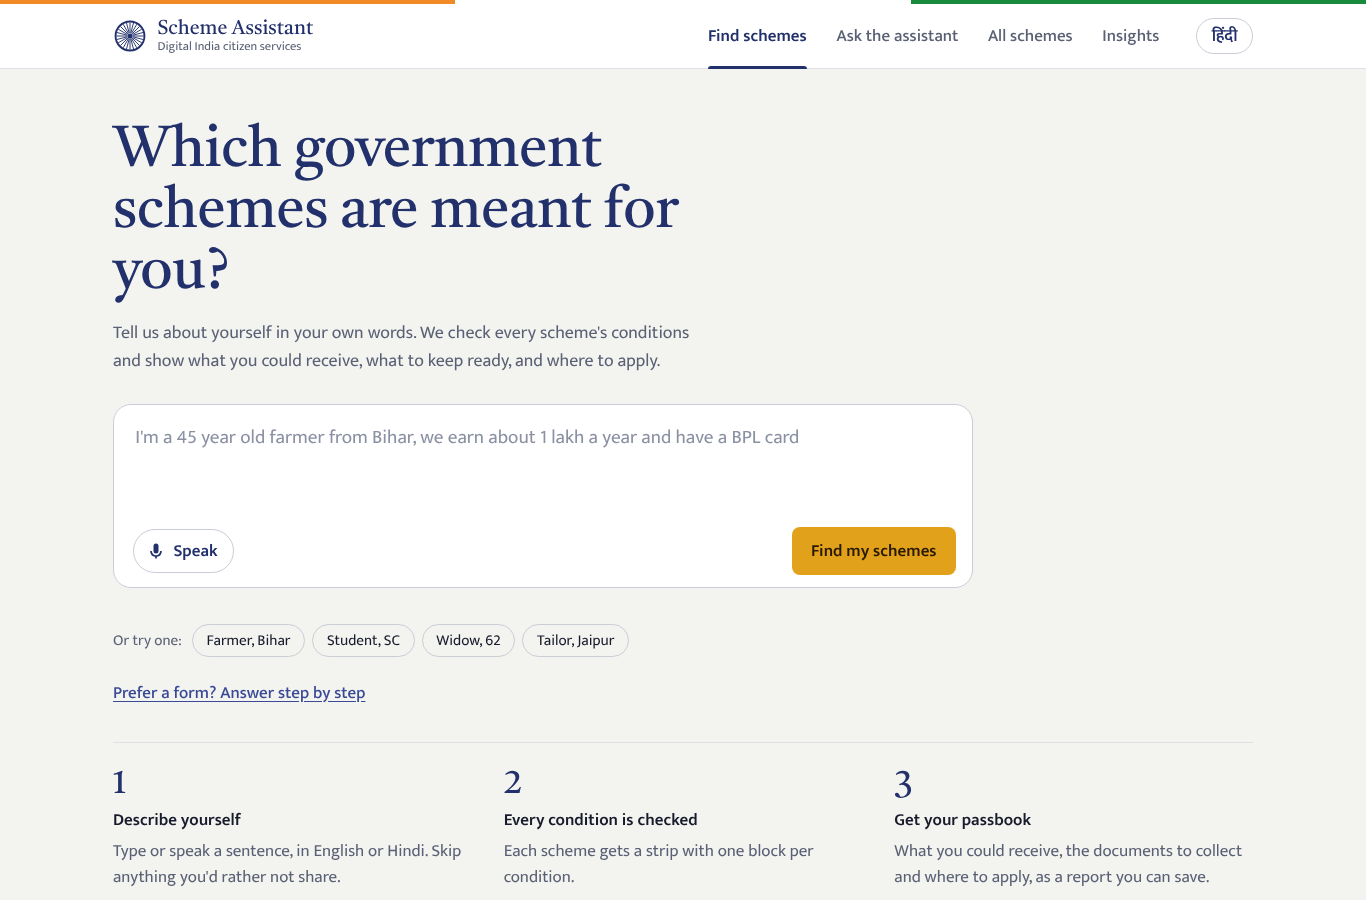 Scheme Assistant
Digital India citizen services
Find schemes
Ask the assistant
All schemes
Insights
हिंदी
Which government
schemes are meant for
you?
Tell us about yourself in your own words. We check every scheme's conditions
and show what you could receive, what to keep ready, and where to apply.
I'm a 45 year old farmer from Bihar, we earn about 1 lakh a year and have a BPL card
Speak
Find my schemes
Or try one:
Farmer, Bihar
Student, SC
Widow, 62
Tailor, Jaipur
Prefer a form? Answer step by step
1
Describe yourself
Type or speak a sentence, in English or Hindi. Skip
anything you'd rather not share.
2
Every condition is checked
Each scheme gets a strip with one block per
condition.
3
Get your passbook
What you could receive, the documents to collect
and where to apply, as a report you can save.